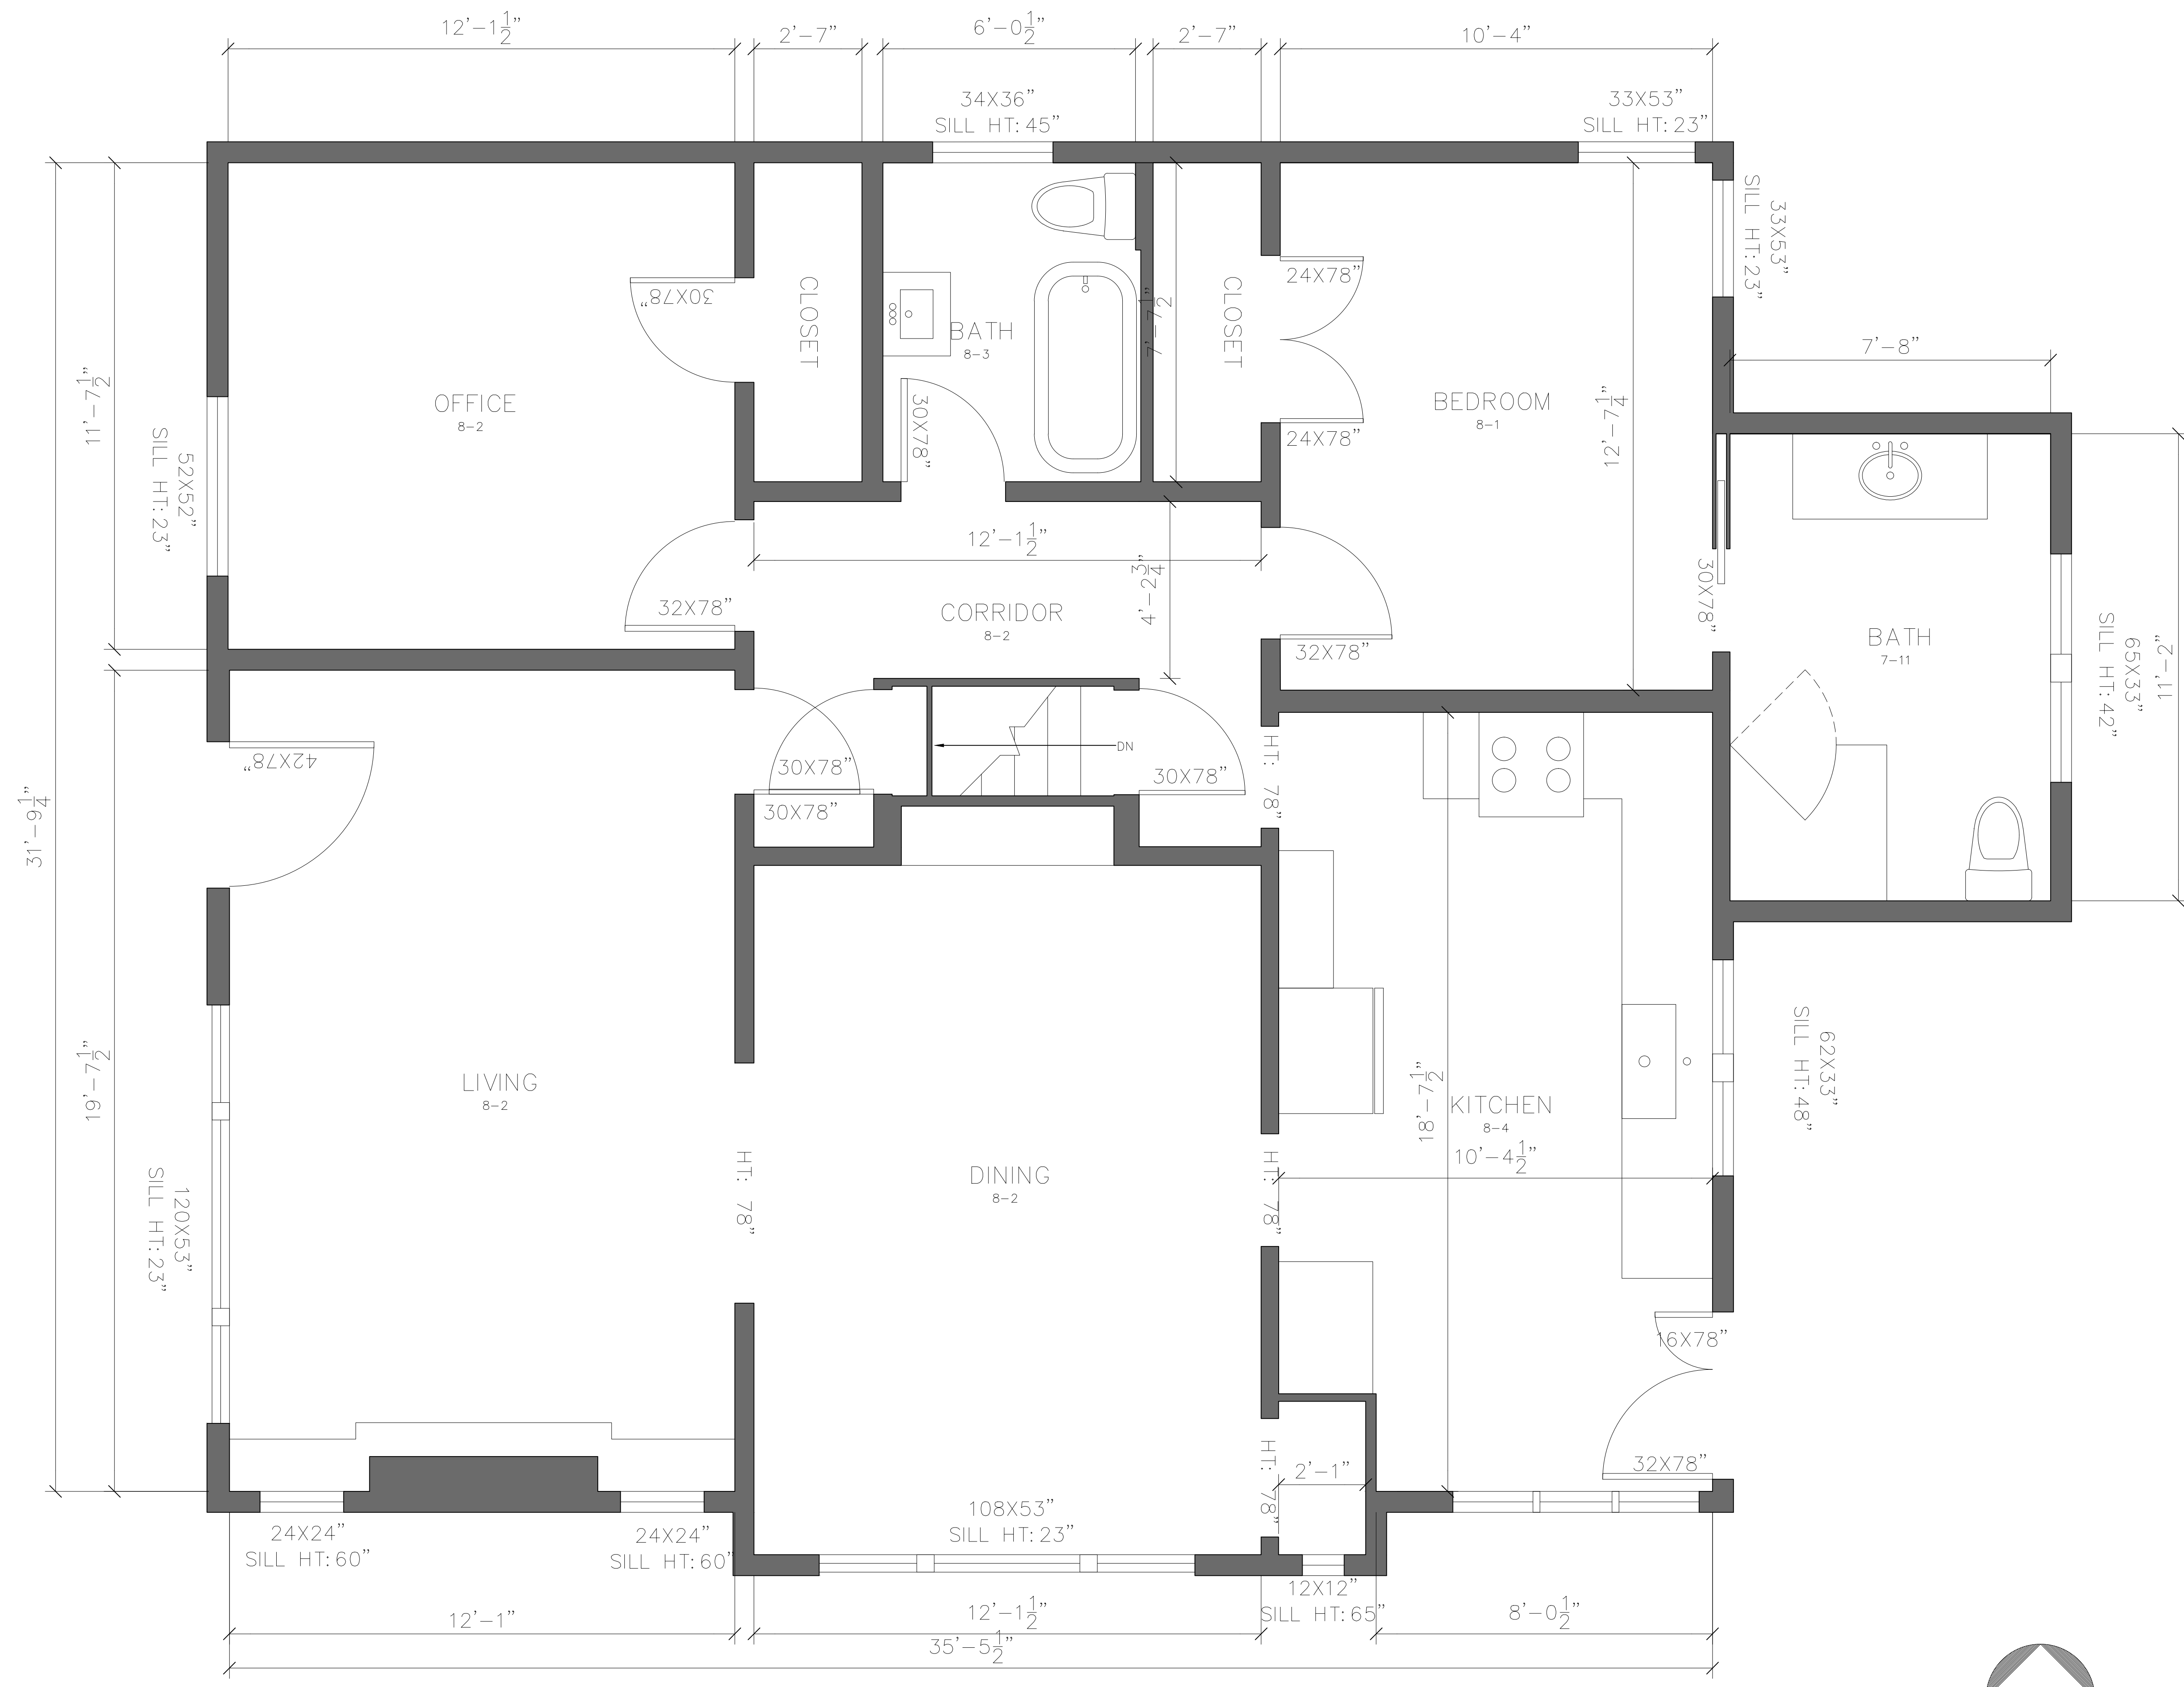 12'-1 1/2"
2'-7"
6'-0 1/2"
2'-7"
10'-4"
34X36"
SILL HT: 45"
33X53"
SILL HT: 23"
33X53"
SILL HT: 23"
7'-8"
31'-6 1/4"
11'-7 1/2"
52X52"
SILL HT: 23"
OFFICE
8-2
30X78"
32X78"
CLOSET
BATH
8-3
30X78"
7'-7 1/2"
CLOSET
24X78"
24X78"
BEDROOM
8-1
12'-7 1/4"
32X78"
12'-1 1/2"
4'-2 3/4"
CORRIDOR
8-2
30X78"
BATH
7-11
65X33"
SILL HT: 42"
11'-2"
42X78"
30X78"
30X78"
DN
30X78"
HT: 78"
19'-7 1/2"
120X53"
SILL HT: 23"
LIVING
8-2
HT: 78"
DINING
8-2
HT: 78"
18'-7 1/2"
KITCHEN
8-4
10'-4 1/2"
62X33"
SILL HT: 48"
16X78"
32X78"
HT: 78"
2'-1"
24X24"
SILL HT: 60"
24X24"
SILL HT: 60"
108X53"
SILL HT: 23"
12X12"
SILL HT: 65"
12'-1"
12'-1 1/2"
8'-0 1/2"
35'-5 1/2"